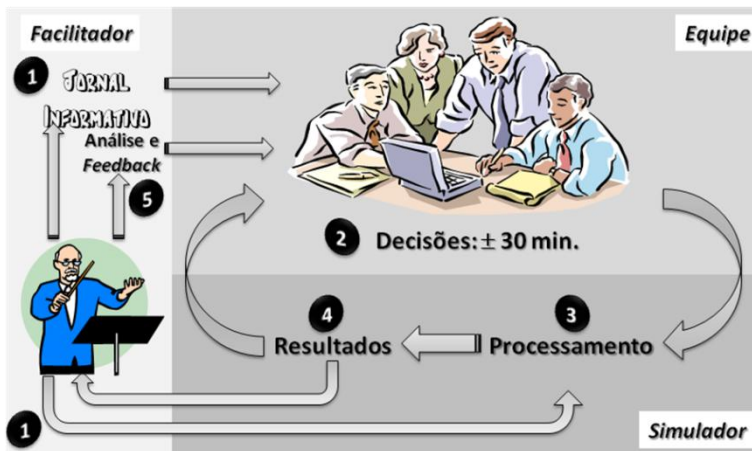 Facilitador
Equipe
1
JORNAL
INFORMATIVO
Análise e
Feedback
5
2 Decisões: ± 30 min.
4
3
Resultados
Processamento
1
Simulador